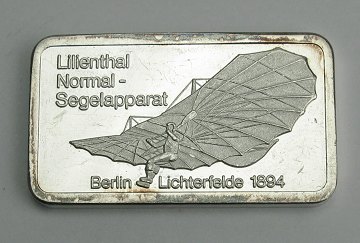 Lilienthal
Normal -
Segelapparat
Berlin Lichterfelde 1894